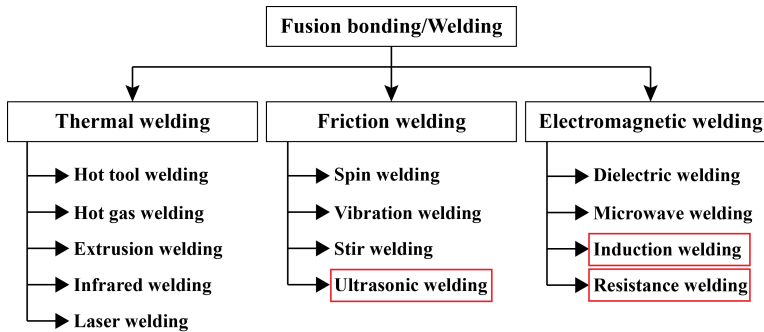 Fusion bonding/Welding
Thermal welding
Hot tool welding
Hot gas welding
Extrusion welding
Infrared welding
Laser welding
Friction welding
Spin welding
Vibration welding
Stir welding
Ultrasonic welding
Electromagnetic welding
Dielectric welding
Microwave welding
Induction welding
Resistance welding